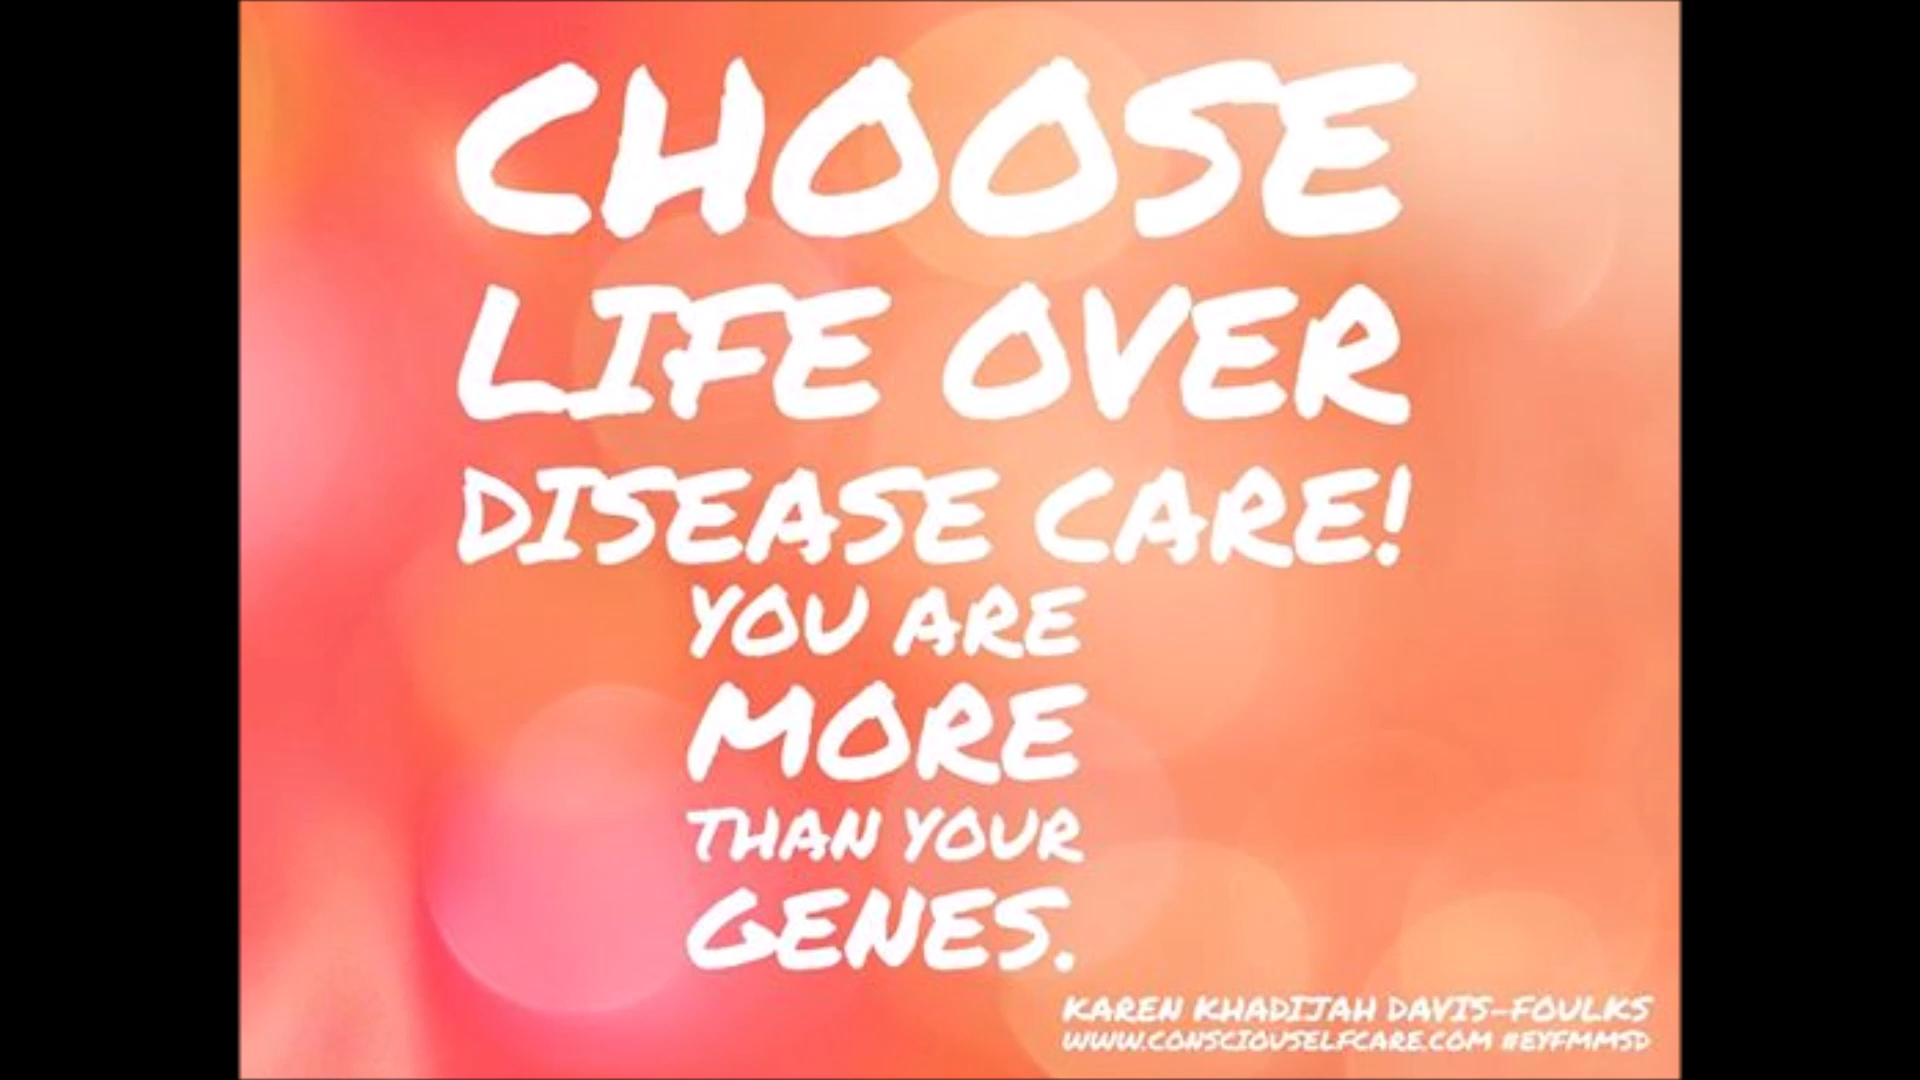 CHOOSE
LIFE OVER
DISEASE CARE!
YOU ARE
MORE
THAN YOUR
GENES.
KAREN KHADIJAH DAVIS-FOULKS
WWW.CONSCIOUSELFCARE.COM #EYFMMSD